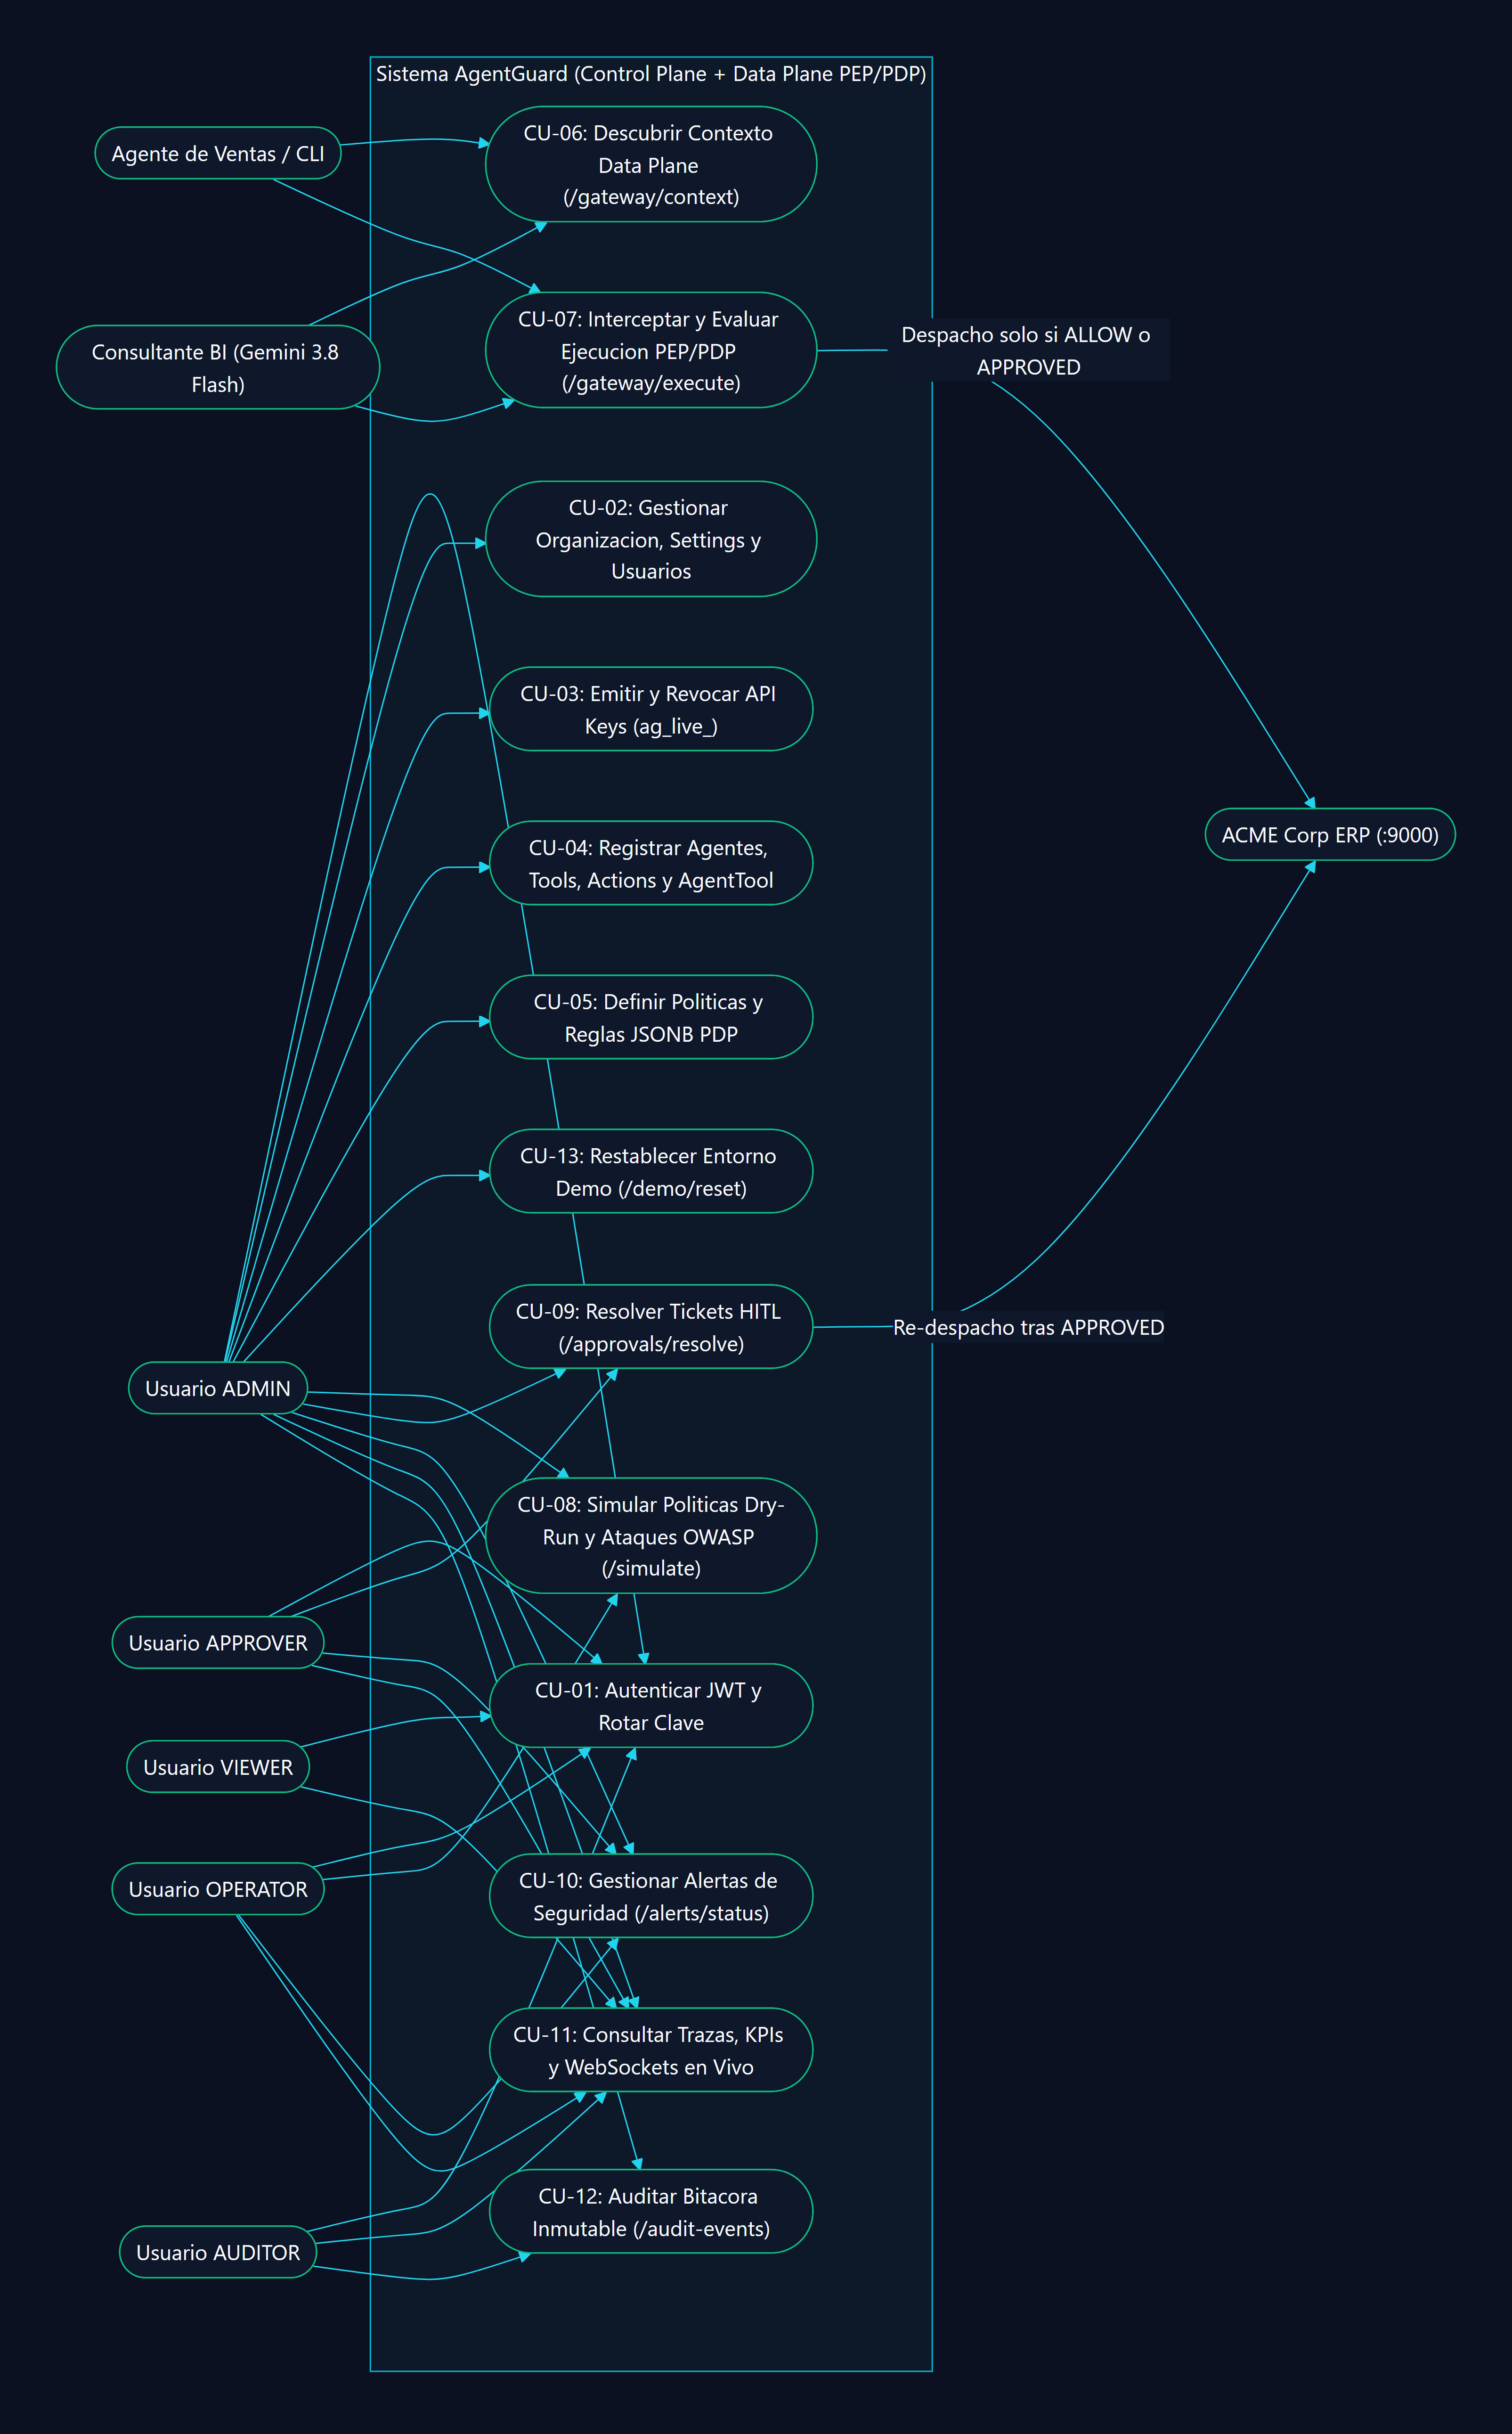 Sistema AgentGuard (Control Plane + Data Plane PEP/PDP)
Agente de Ventas / CLI
CU-06: Descubrir Contexto
Data Plane
(/gateway/context)
Consultante BI (Gemini 3.8
Flash)
CU-07: Interceptar y Evaluar
Ejecucion PEP/PDP
(/gateway/execute)
Despacho solo si ALLOW o
APPROVED
CU-02: Gestionar
Organizacion, Settings y
Usuarios
CU-03: Emitir y Revocar API
Keys (ag_live_)
CU-04: Registrar Agentes,
Tools, Actions y AgentTool
ACME Corp ERP (:9000)
CU-05: Definir Politicas y
Reglas JSONB PDP
CU-13: Restablecer Entorno
Demo (/demo/reset)
CU-09: Resolver Tickets HITL
(/approvals/resolve)
Re-despacho tras APPROVED
Usuario ADMIN
CU-08: Simular Politicas Dry-
Run y Ataques OWASP
(/simulate)
Usuario APPROVER
CU-01: Autenticar JWT y
Rotar Clave
Usuario VIEWER
Usuario OPERATOR
CU-10: Gestionar Alertas de
Seguridad (/alerts/status)
CU-11: Consultar Trazas, KPIs
y WebSockets en Vivo
CU-12: Auditar Bitacora
Inmutable (/audit-events)
Usuario AUDITOR